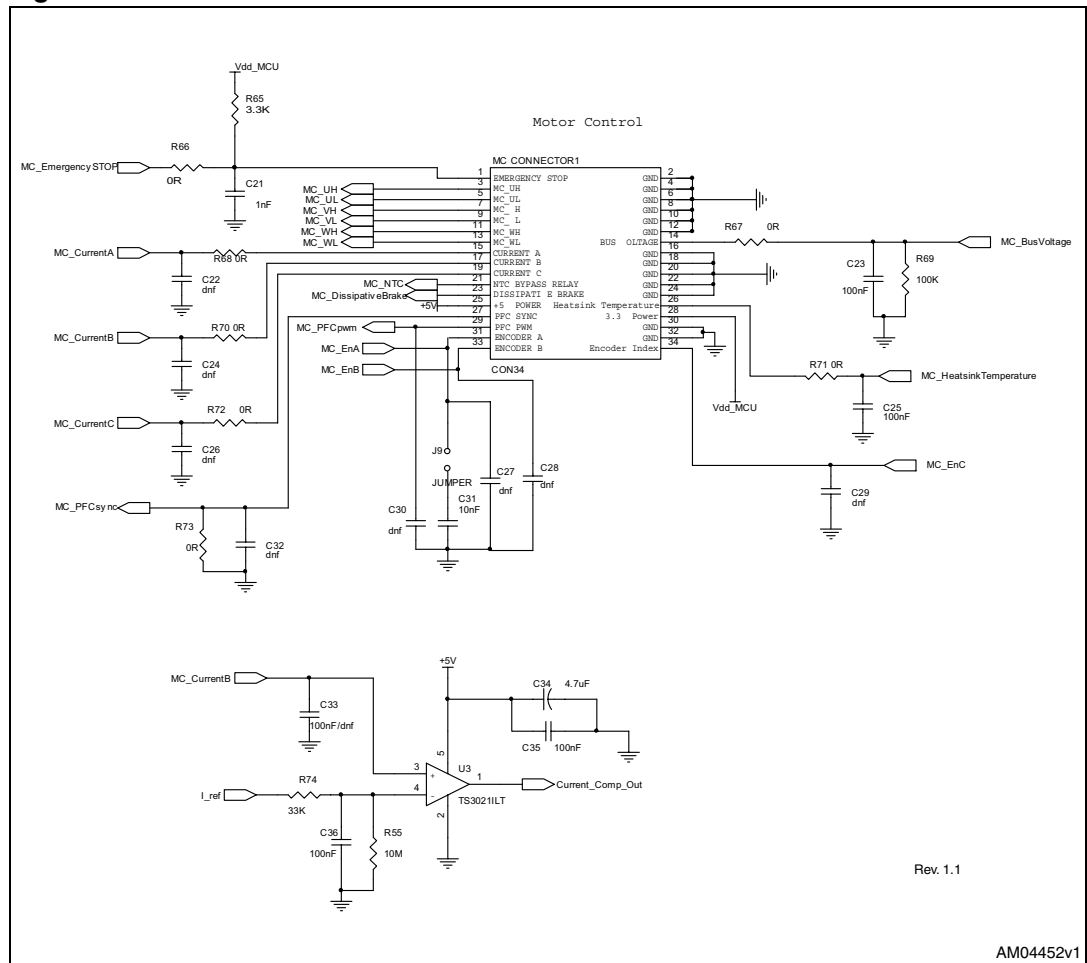 Vdd_MCU
R65
3.3K
Motor Control
R66
0R
MC_EmergencySTOP
C21
1nF
MC CONNECTOR1
1 EMERGENCY STOP GND 2
3 MC_UH GND 4
5 MC_UL GND 6
7 MC_ H GND 8
9 MC_ L GND 10
11 MC_WH GND 12
13 MC_WL BUS OLTAGE 14
15 CURRENT A GND 16
17 CURRENT B GND 18
19 CURRENT C GND 20
21 NTC BYPASS RELAY GND 22
23 DISSIPATI E BRAKE GND 24
25 +5 POWER Heatsink Temperature 26
27 PFC SYNC 3.3 Power 28
29 PFC PWM GND 30
31 ENCODER A GND 32
33 ENCODER B Encoder Index 34
CON34
MC_UH
MC_UL
MC_VH
MC_VL
MC_WH
MC_WL
R67 0R
MC_BusVoltage
C23
100nF
R69
100K
MC_CurrentA
R68 0R
C22
dnf
MC_NTC
MC_DissipativeBrake
+5V
MC_PFCpwm
MC_EnA
MC_EnB
MC_CurrentB
R70 0R
C24
dnf
R71 0R
MC_HeatsinkTemperature
C25
100nF
Vdd_MCU
MC_CurrentC
R72 0R
C26
dnf
MC_EnC
C29
dnf
J9
JUMPER
C27
dnf
C28
dnf
C30
dnf
C31
10nF
MC_PFCsync
R73
0R
C32
dnf
+5V
MC_CurrentB
C33
100nF/dnf
C34 4.7uF
C35 100nF
5
U3
3
+
1
Current_Comp_Out
4
-
TS3021ILT
2
I_ref
R74
33K
C36
100nF
R55
10M
Rev. 1.1
AM04452v1